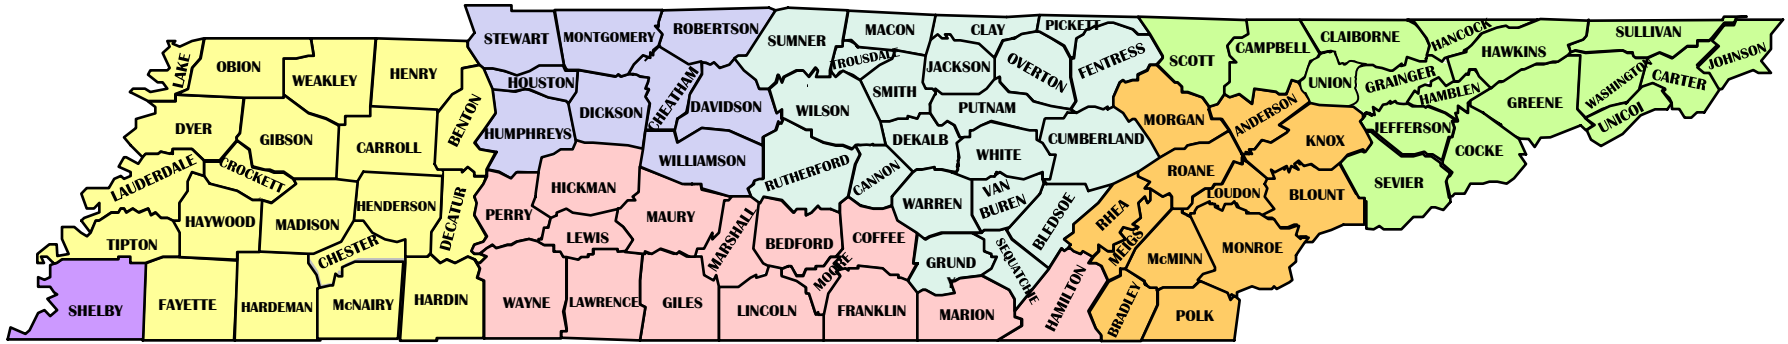 LAKE
OBION
WEAKLEY
HENRY
STEWART
MONTGOMERY
ROBERTSON
SUMNER
MACON
TROUSDALE
CLAY
PICKETT
JACKSON
OVERTON
FENTRESS
SCOTT
CAMPBELL
CLAIBORNE
HANCOCK
HAWKINS
SULLIVAN
JOHNSON
CARTER
WASHINGTON
UNICOI
GREENE
HAMBLEN
GRAINGER
UNION
HOUSTON
DICKSON
CHEATHAM
DAVIDSON
WILSON
SMITH
PUTNAM
DYER
GIBSON
CARROLL
BENTON
HUMPHREYS
WILLIAMSON
RUTHERFORD
CANNON
DEKALB
WHITE
CUMBERLAND
MORGAN
ANDERSON
KNOX
JEFFERSON
COCKE
SEVIER
BLOUNT
LOUDON
ROANE
LAUDERDALE
CROCKETT
HAYWOOD
MADISON
HENDERSON
DECATUR
PERRY
HICKMAN
LEWIS
MAURY
MARSHALL
BEDFORD
COFFEE
WARREN
VAN
BUREN
BLEDSOE
RHEA
MEIGS
McMINN
MONROE
TIPTON
CHESTER
SHELBY
FAYETTE
HARDEMAN
McNAIRY
HARDIN
WAYNE
LAWRENCE
GILES
LINCOLN
MOORE
FRANKLIN
GRUND
SEQUATCHIE
MARION
HAMILTON
BRADLEY
POLK